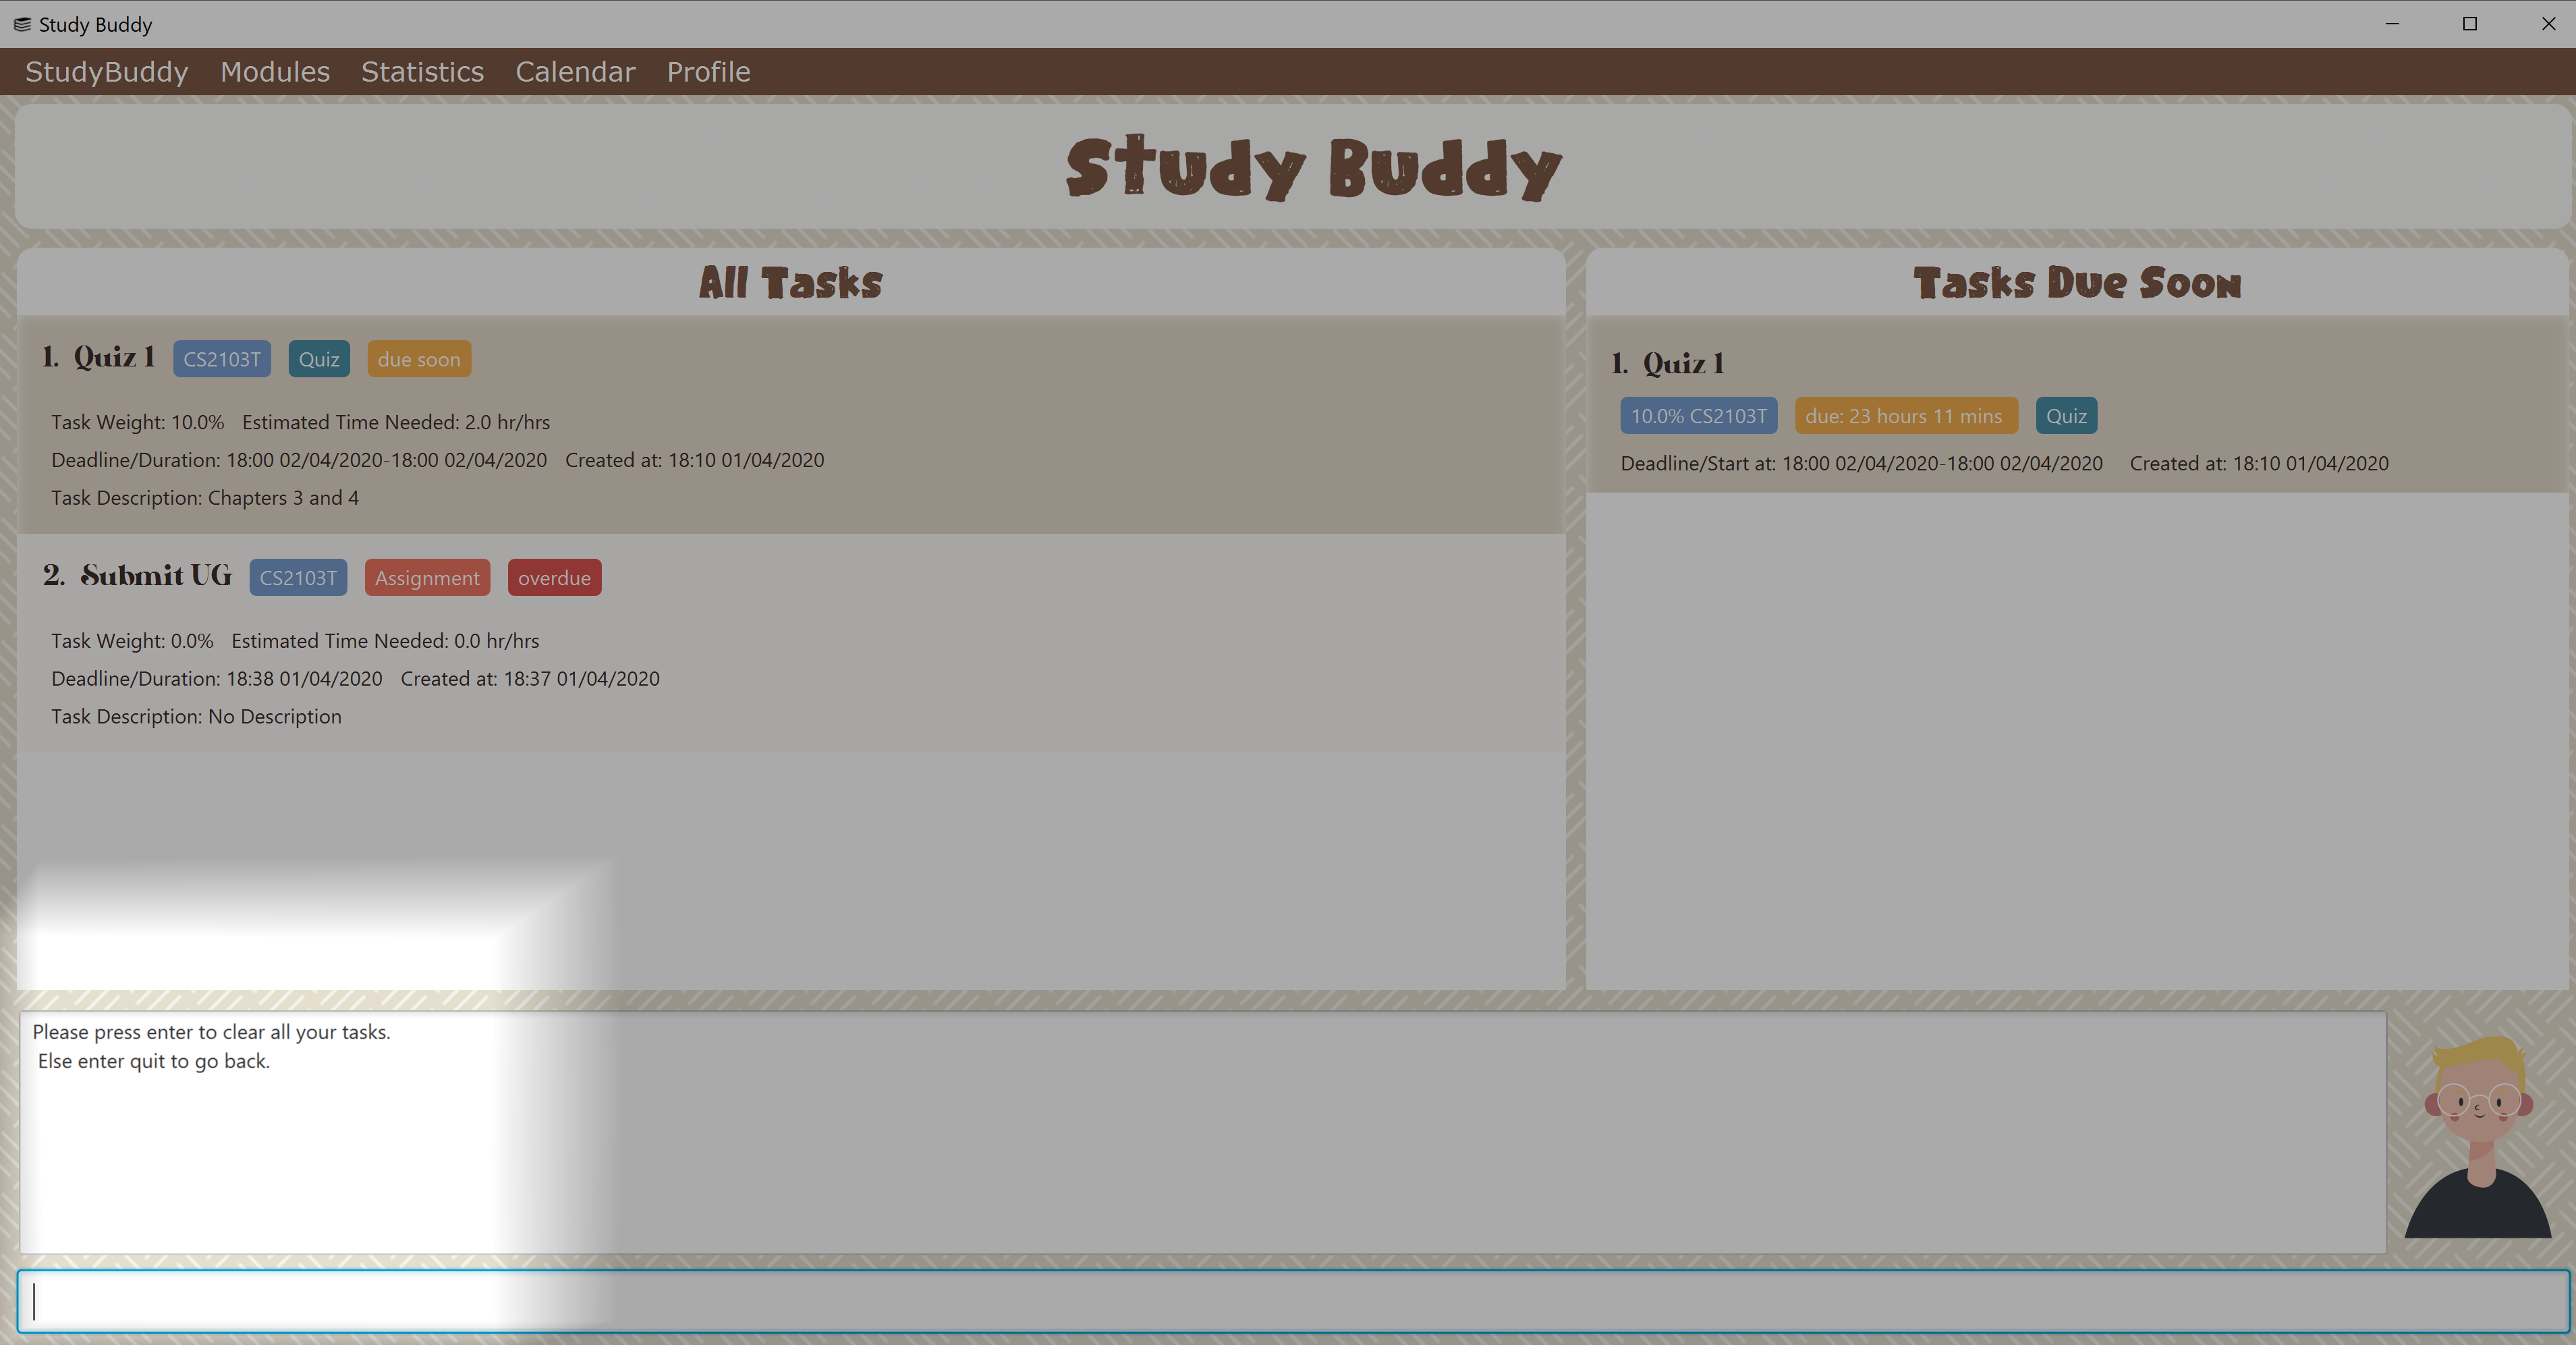 Study Buddy
StudyBuddy Modules Statistics Calendar Profile
Study Buddy
All Tasks
1. Quiz 1 CS2103T Quiz due soon
Task Weight: 10.0% Estimated Time Needed: 2.0 hr/hrs
Deadline/Duration: 18:00 02/04/2020-18:00 02/04/2020 Created at: 18:10 01/04/2020
Task Description: Chapters 3 and 4
2. Submit UG CS2103T Assignment overdue
Task Weight: 0.0% Estimated Time Needed: 0.0 hr/hrs
Deadline/Duration: 18:38 01/04/2020 Created at: 18:37 01/04/2020
Task Description: No Description
Tasks Due Soon
1. Quiz 1
10.0% CS2103T due: 23 hours 11 mins Quiz
Deadline/Start at: 18:00 02/04/2020-18:00 02/04/2020 Created at: 18:10 01/04/2020
Please press enter to clear all your tasks.
Else enter quit to go back.